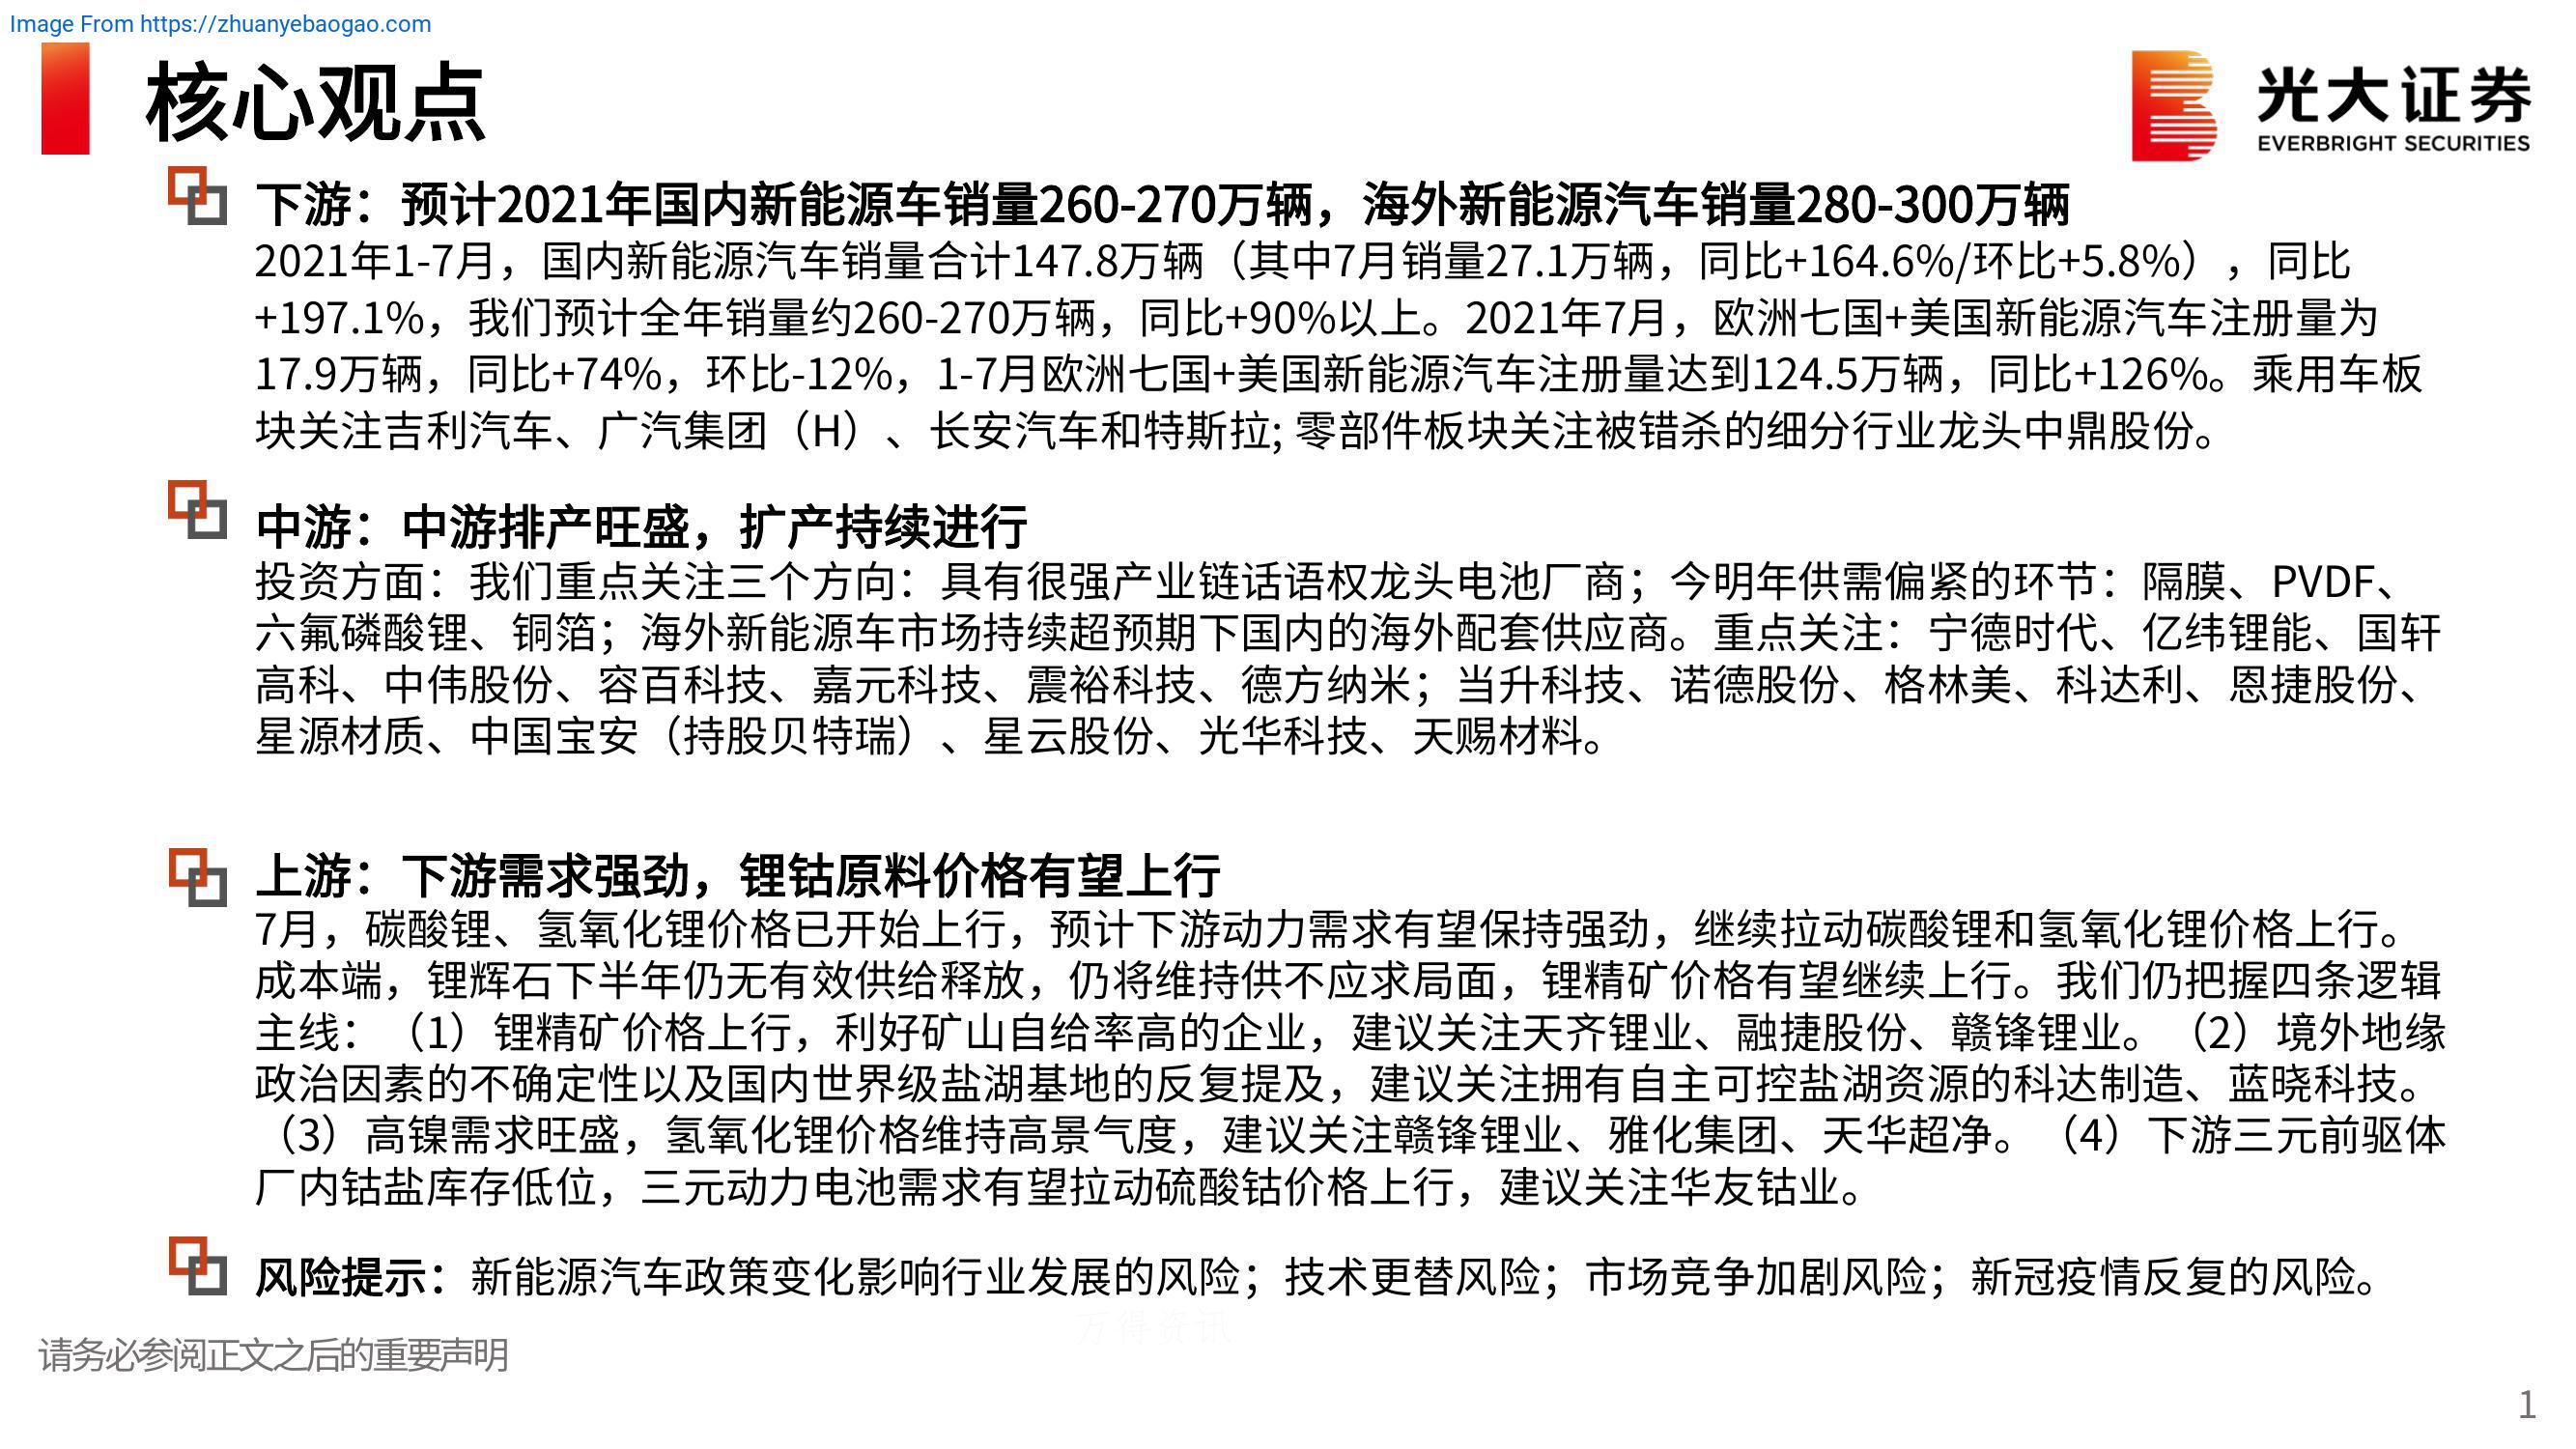 Image From https://zhuanyebaogao.com
核心观点
光大证券
EVERBRIGHT SECURITIES
下游：预计2021年国内新能源车销量260-270万辆，海外新能源汽车销量280-300万辆
2021年1-7月，国内新能源汽车销量合计147.8万辆（其中7月销量27.1万辆，同比+164.6%/环比+5.8%），同比
+197.1%，我们预计全年销量约260-270万辆，同比+90%以上。2021年7月，欧洲七国+美国新能源汽车注册量为
17.9万辆，同比+74%，环比-12%，1-7月欧洲七国+美国新能源汽车注册量达到124.5万辆，同比+126%。乘用车板
块关注吉利汽车、广汽集团（H）、长安汽车和特斯拉; 零部件板块关注被错杀的细分行业龙头中鼎股份。
中游：中游排产旺盛，扩产持续进行
投资方面：我们重点关注三个方向：具有很强产业链话语权龙头电池厂商；今明年供需偏紧的环节：隔膜、PVDF、
六氟磷酸锂、铜箔；海外新能源车市场持续超预期下国内的海外配套供应商。重点关注：宁德时代、亿纬锂能、国轩
高科、中伟股份、容百科技、嘉元科技、震裕科技、德方纳米；当升科技、诺德股份、格林美、科达利、恩捷股份、
星源材质、中国宝安（持股贝特瑞）、星云股份、光华科技、天赐材料。
上游：下游需求强劲，锂钴原料价格有望上行
7月，碳酸锂、氢氧化锂价格已开始上行，预计下游动力需求有望保持强劲，继续拉动碳酸锂和氢氧化锂价格上行。
成本端，锂辉石下半年仍无有效供给释放，仍将维持供不应求局面，锂精矿价格有望继续上行。我们仍把握四条逻辑
主线：（1）锂精矿价格上行，利好矿山自给率高的企业，建议关注天齐锂业、融捷股份、赣锋锂业。（2）境外地缘
政治因素的不确定性以及国内世界级盐湖基地的反复提及，建议关注拥有自主可控盐湖资源的科达制造、蓝晓科技。
（3）高镍需求旺盛，氢氧化锂价格维持高景气度，建议关注赣锋锂业、雅化集团、天华超净。（4）下游三元前驱体
厂内钴盐库存低位，三元动力电池需求有望拉动硫酸钴价格上行，建议关注华友钴业。
风险提示：新能源汽车政策变化影响行业发展的风险；技术更替风险；市场竞争加剧风险；新冠疫情反复的风险。
万得资讯
请务必参阅正文之后的重要声明
1